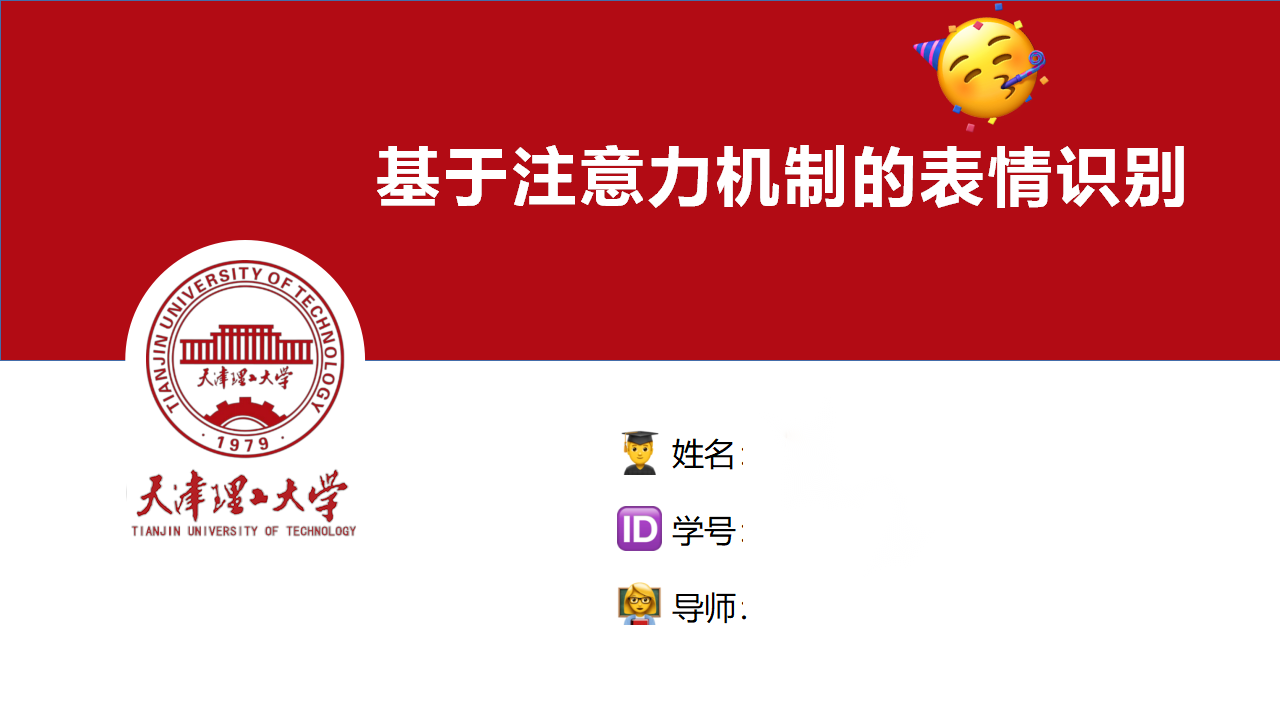 基于注意力机制的表情识别
TIANJIN UNIVERSITY OF TECHNOLOGY
天津理工大学
· 1979 ·
天津理工大学
TIANJIN UNIVERSITY OF TECHNOLOGY
姓名：
ID 学号：
导师：